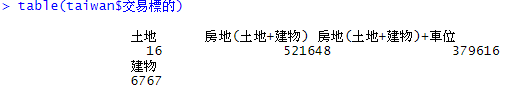 > table(taiwan$交易標的)
土地 房地(土地+建物) 房地(土地+建物)+車位
16 521648 379616
建物
6767